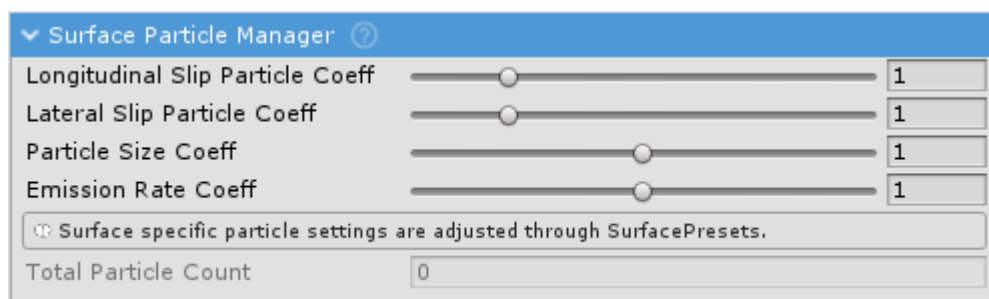 Surface Particle Manager
Longitudinal Slip Particle Coeff 1
Lateral Slip Particle Coeff 1
Particle Size Coeff 1
Emission Rate Coeff 1
Surface specific particle settings are adjusted through SurfacePresets.
Total Particle Count 0